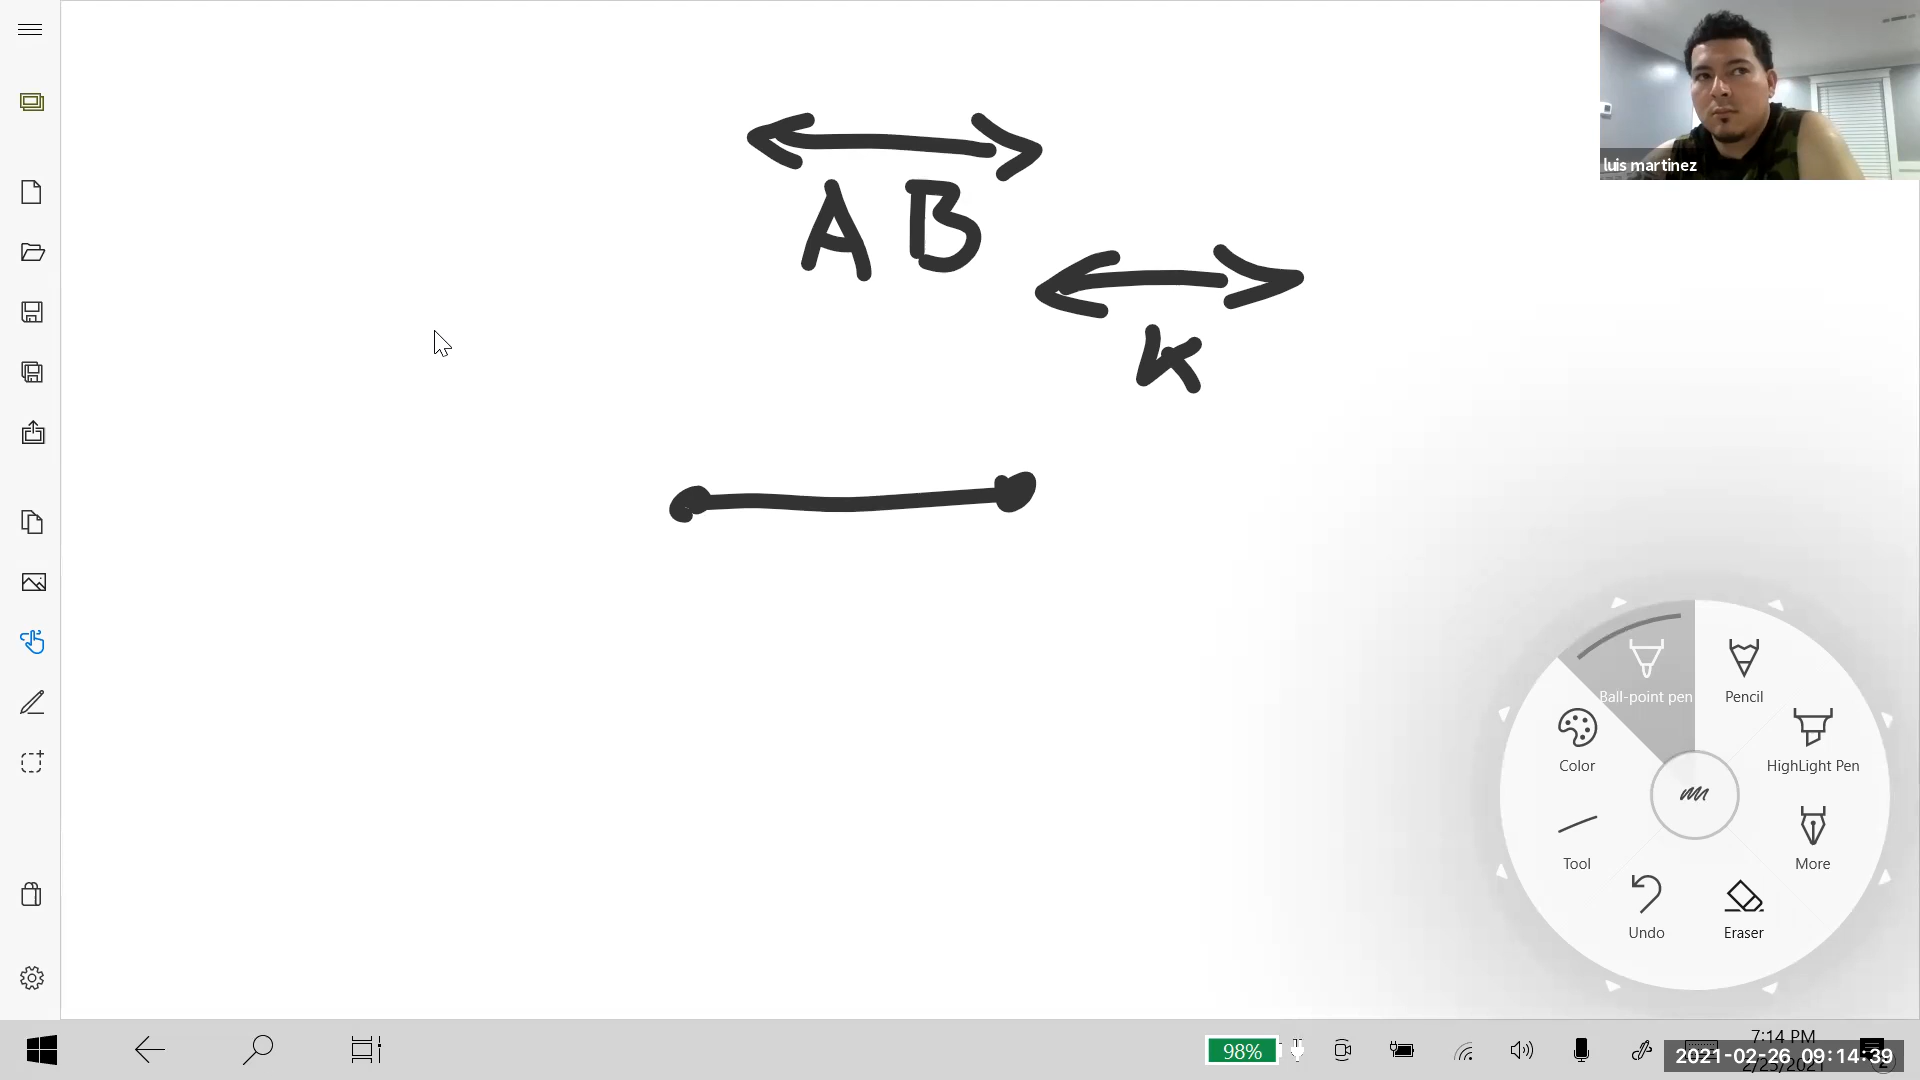 luis martinez
A B
K
Ball-point pen
Pencil
Color
HighLight Pen
Tool
More
Undo
Eraser
98%
7:14 PM
2021-02-26 09:14:39